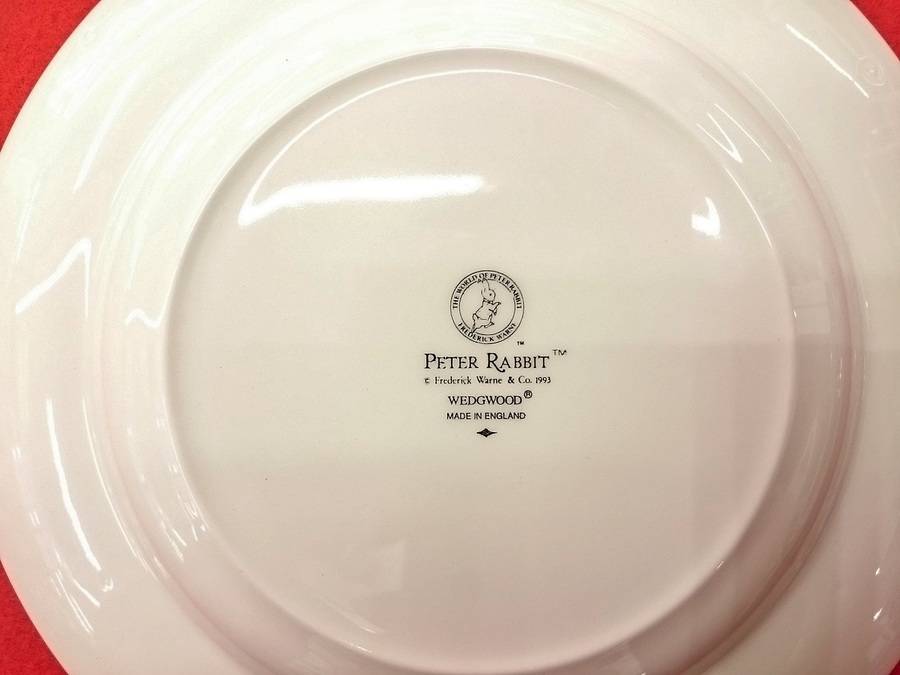 THE WORLD OF PETER RABBIT
FREDERICK WARNE
™
PETER RABBIT™
© Frederick Warne & Co. 1993
WEDGWOOD®
MADE IN ENGLAND